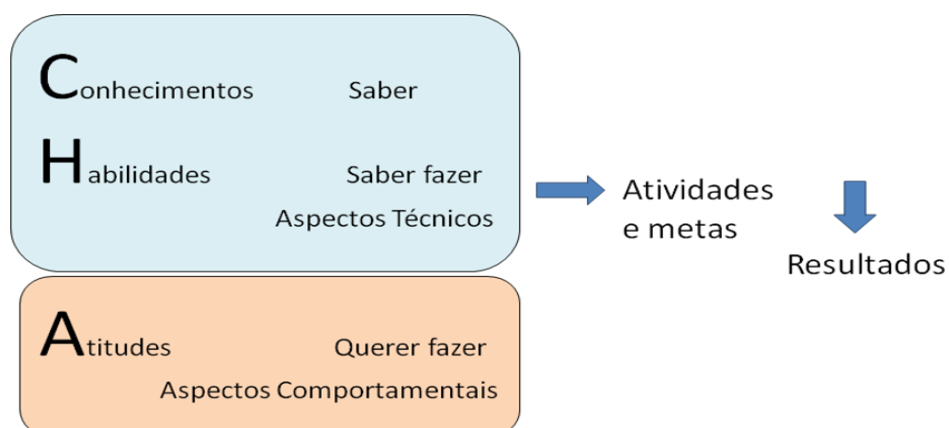 Conhecimentos Saber
Habilidades Saber fazer
Aspectos Técnicos
Atitudes Querer fazer
Aspectos Comportamentais
Atividades
e metas
Resultados